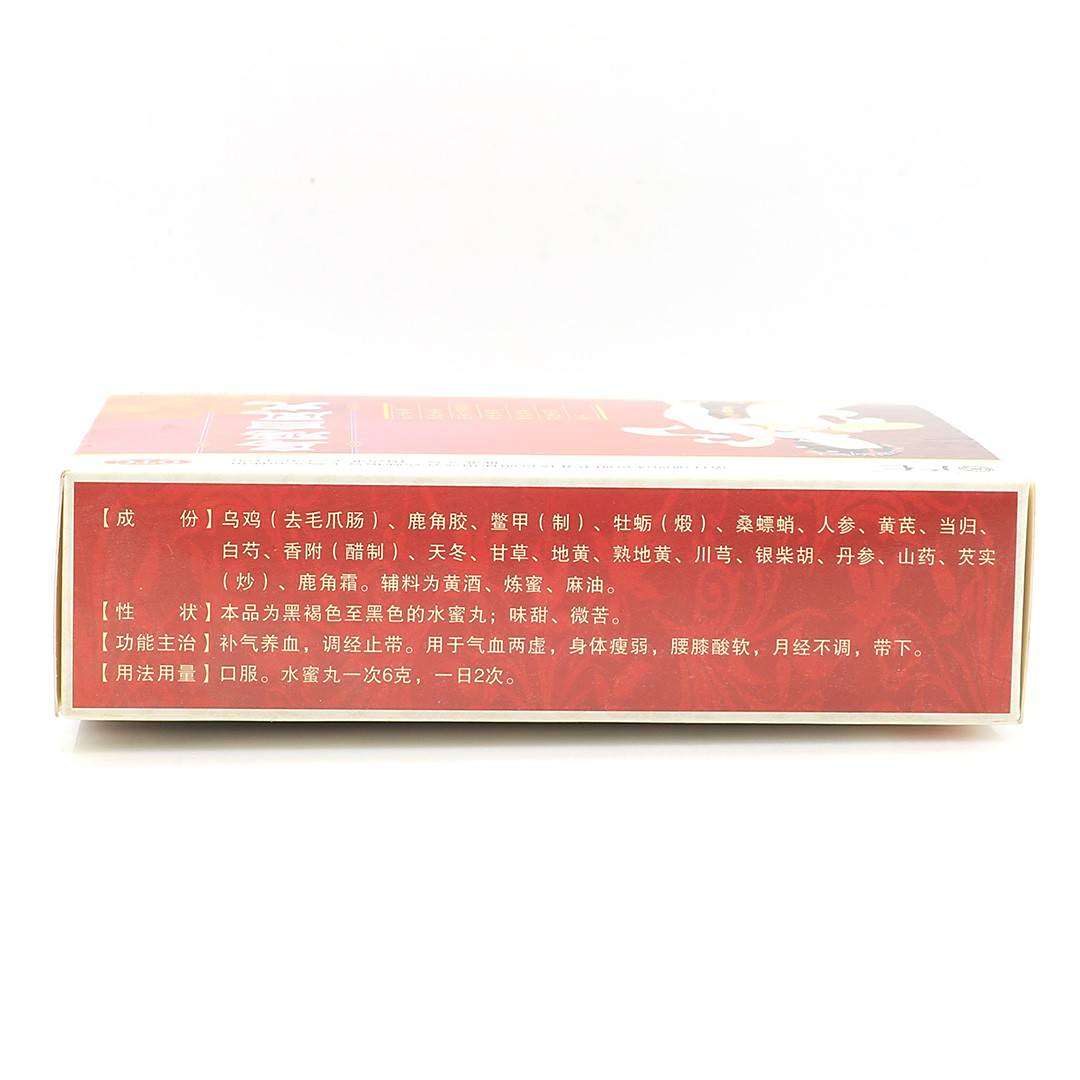 【成 份】乌鸡(去毛爪肠)、鹿角胶、鳖甲(制)、牡蛎(煅)、桑螵蛸、人参、黄芪、当归、
白芍、香附(醋制)、天冬、甘草、地黄、熟地黄、川芎、银柴胡、丹参、山药、芡实
(炒)、鹿角霜。辅料为黄酒、炼蜜、麻油。
【性 状】本品为黑褐色至黑色的水蜜丸;味甜、微苦。
【功能主治】补气养血,调经止带。用于气血两虚,身体瘦弱,腰膝酸软,月经不调,带下。
【用法用量】口服。水蜜丸一次6克,一日2次。